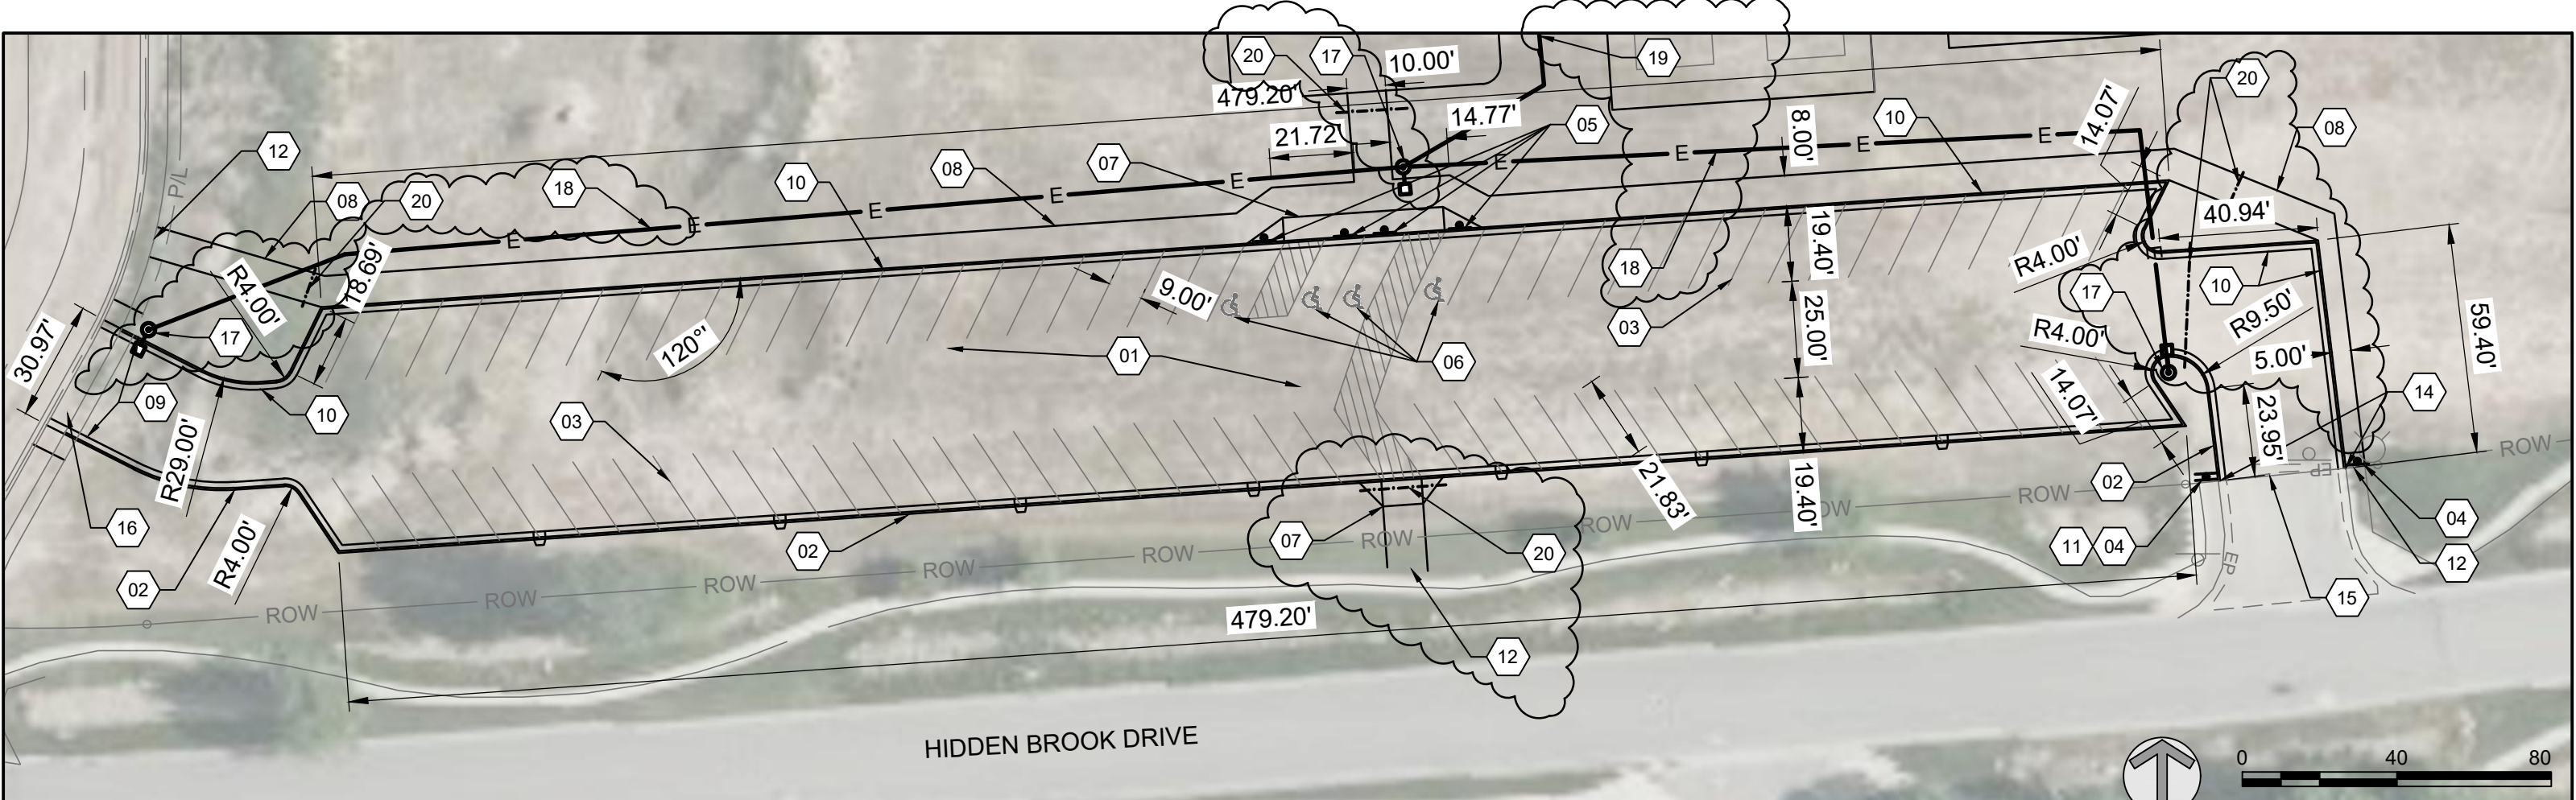 20
17
10.00'
19
479.20'
14.77'
05
21.72'
8.00'
10
14.07'
20
08
12
P/L
08
20
18
10
08
07
E
E
E
E
E
E
E
E
E
18.69'
R4.00'
17
30.97'
09
10
R29.00'
03
16
02
R4.00'
120°
01
9.00'
06
18
03
19.40'
25.00'
19.40'
21.83'
40.94'
R4.00'
17
10
R9.50'
R4.00'
5.00'
14.07'
59.40'
14
23.95'
02
11
04
04
12
15
EP
EP
02
07
20
12
479.20'
ROW
ROW
ROW
ROW
ROW
ROW
ROW
ROW
ROW
ROW
HIDDEN BROOK DRIVE
0 40 80